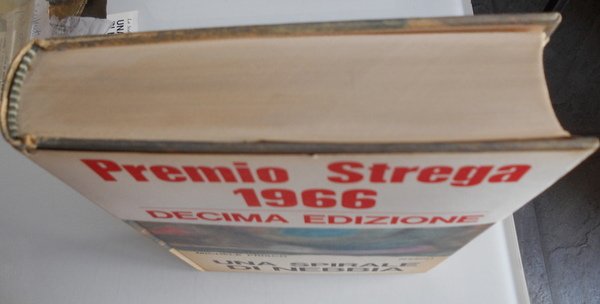 Premio Strega
1966
DECIMA EDIZIONE
UNA SPIRALE
DI NEBBIA